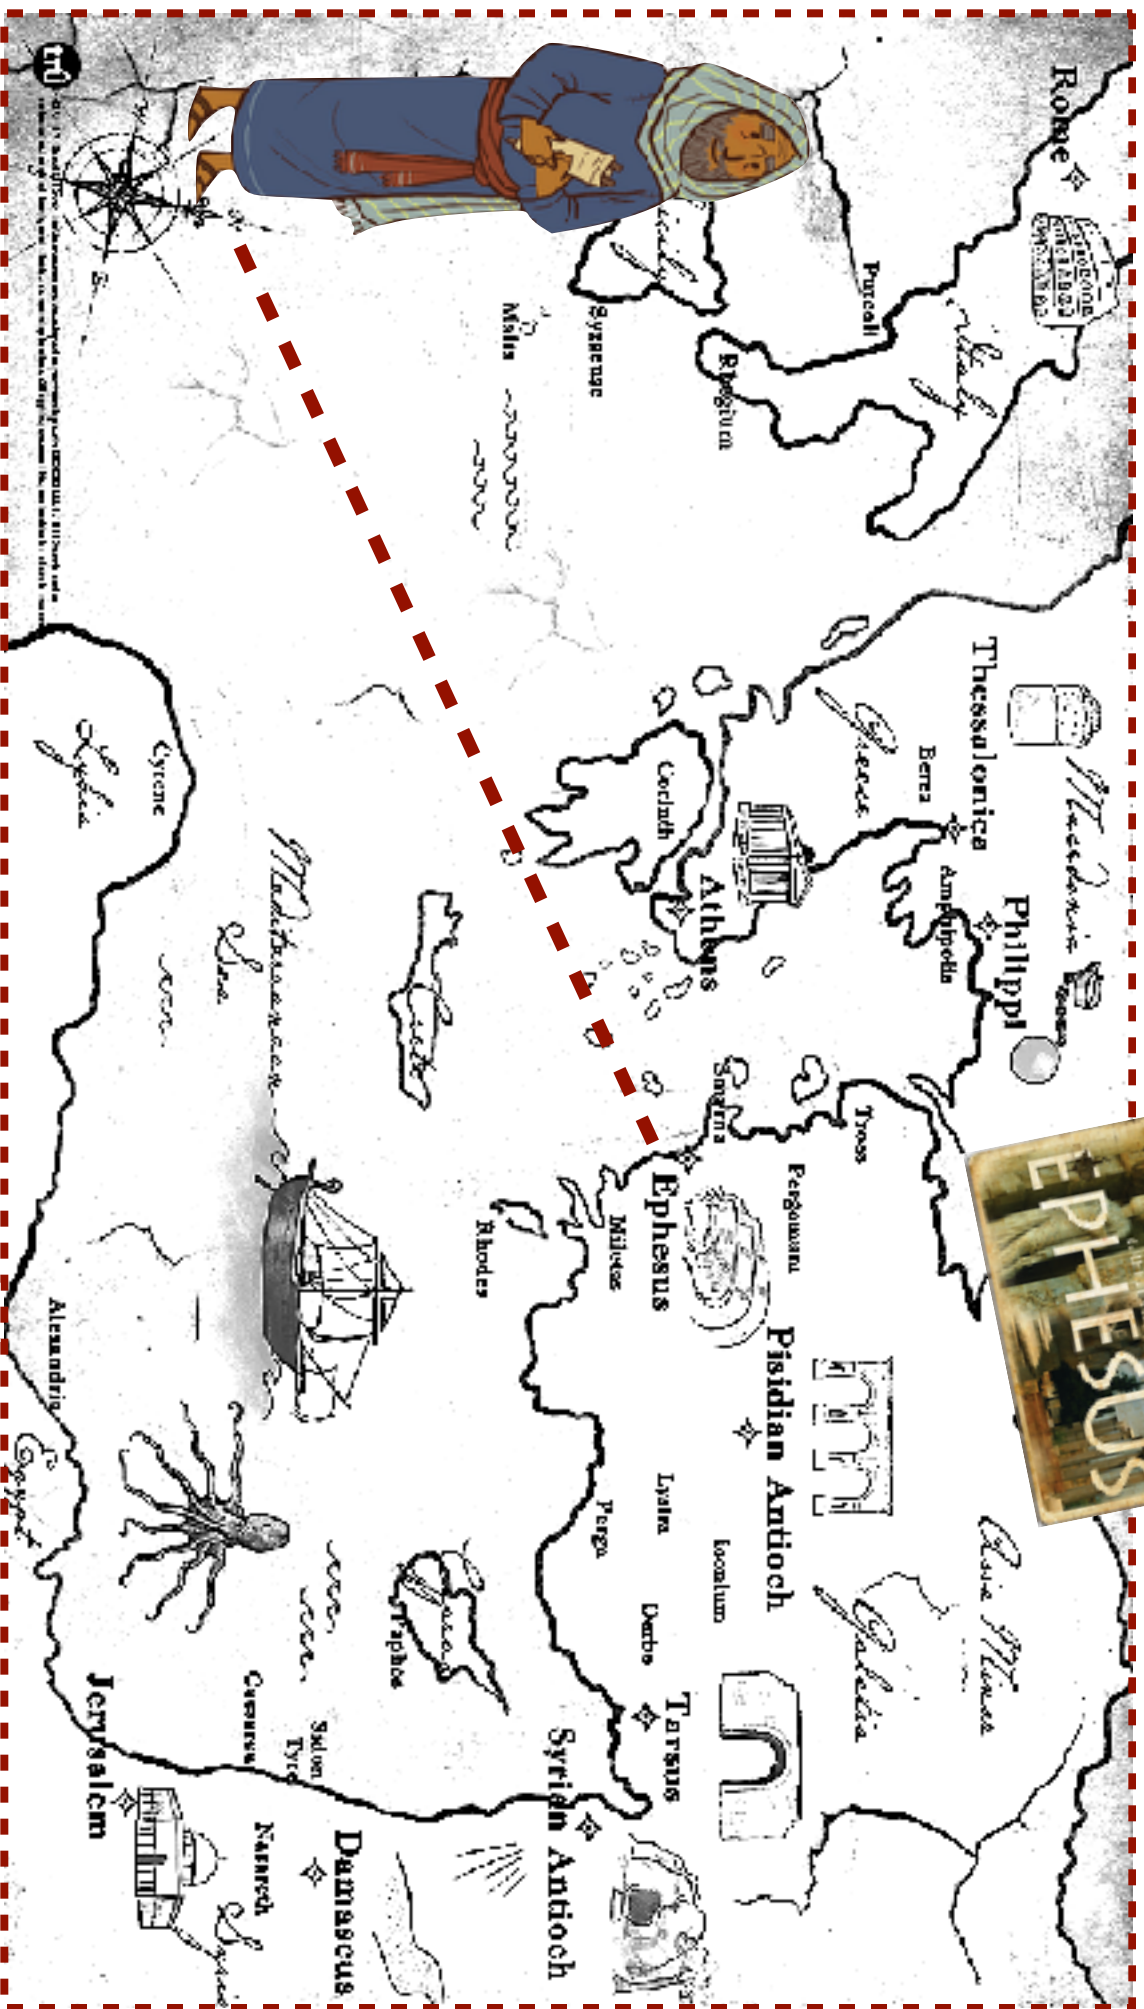 Rome
Italy
Puteoli
Rhegium
Syracuse
Malta
Macedonia
Thessalonica
Berea
Amphipolis
Philippi
Greece
Corinth
Athens
Crete
Cyrene
Lybia
Mediterranean
Sea
Smyrna
Troas
Pergamum
Ephesus
Miletus
Rhodes
EPHESUS
Pisidian Antioch
Asia Minor
Galatia
Iconium
Lystra
Derbe
Perga
Tarsus
Paphos
Alexandria
Egypt
Syrian Antioch
Sidon
Tyre
Caesarea
Jerusalem
Nazareth
Damascus
Syria